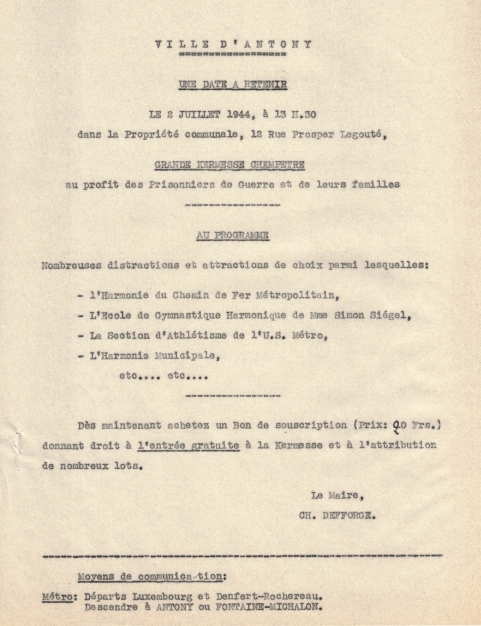 VILLE D'ANTONY
UNE DATE A RETENIR
LE 2 JUILLET 1944, à 13 H.30
dans la Propriété communale, 12 Rue Prosper Legouté,
GRANDE KERMESSE CHAMPETRE
au profit des Prisonniers de Guerre et de leurs familles
AU PROGRAMME
Nombreuses distractions et attractions de choix parmi lesquelles:
- l'Harmonie du Chemin de Fer Métropolitain,
- L'Ecole de Gymnastique Harmonique de Mme Simon Siégel,
- La Section d'Athlétisme de l'U.S. Métro,
- L'Harmonie Municipale,
etc.... etc....
Dès maintenant achetez un Bon de souscription (Prix: 20 Frs.)
donnant droit à l'entrée gratuite à la Kermesse et à l'attribution
de nombreux lots.
Le Maire,
CH. DEFFORGE.
Moyens de communication:
Métro: Départs Luxembourg et Denfert-Rochereau.
Descendre à ANTONY ou FONTAINE-MICHALON.